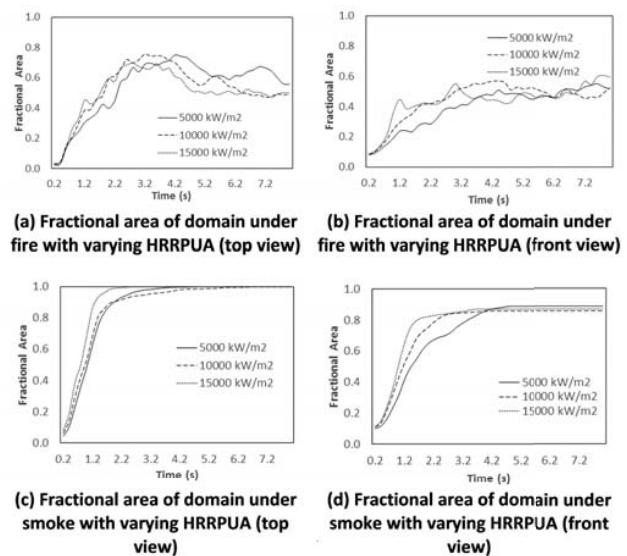 1.0
0.8
0.6
0.4
0.2
0.0
Fractional Area
5000 kW/m2
10000 kW/m2
15000 kW/m2
0.2 1.2 2.2 3.2 4.2 5.2 6.2 7.2
Time (s)
(a) Fractional area of domain under
fire with varying HRRPUA (top view)
1.0
0.8
0.6
0.4
0.2
0.0
Fractional Area
5000 kW/m2
10000 kW/m2
15000 kW/m2
0.2 1.2 2.2 3.2 4.2 5.2 6.2 7.2
Time (s)
(b) Fractional area of domain under
fire with varying HRRPUA (front view)
1.0
0.8
0.6
0.4
0.2
0.0
Fractional Area
5000 kW/m2
10000 kW/m2
15000 kW/m2
0.2 1.2 2.2 3.2 4.2 5.2 6.2 7.2
Time (s)
(c) Fractional area of domain under
smoke with varying HRRPUA (top
view)
1.0
0.8
0.6
0.4
0.2
0.0
Fractional Area
5000 kW/m2
10000 kW/m2
15000 kW/m2
0.2 1.2 2.2 3.2 4.2 5.2 6.2 7.2
Time (s)
(d) Fractional area of domain under
smoke with varying HRRPUA (front
view)